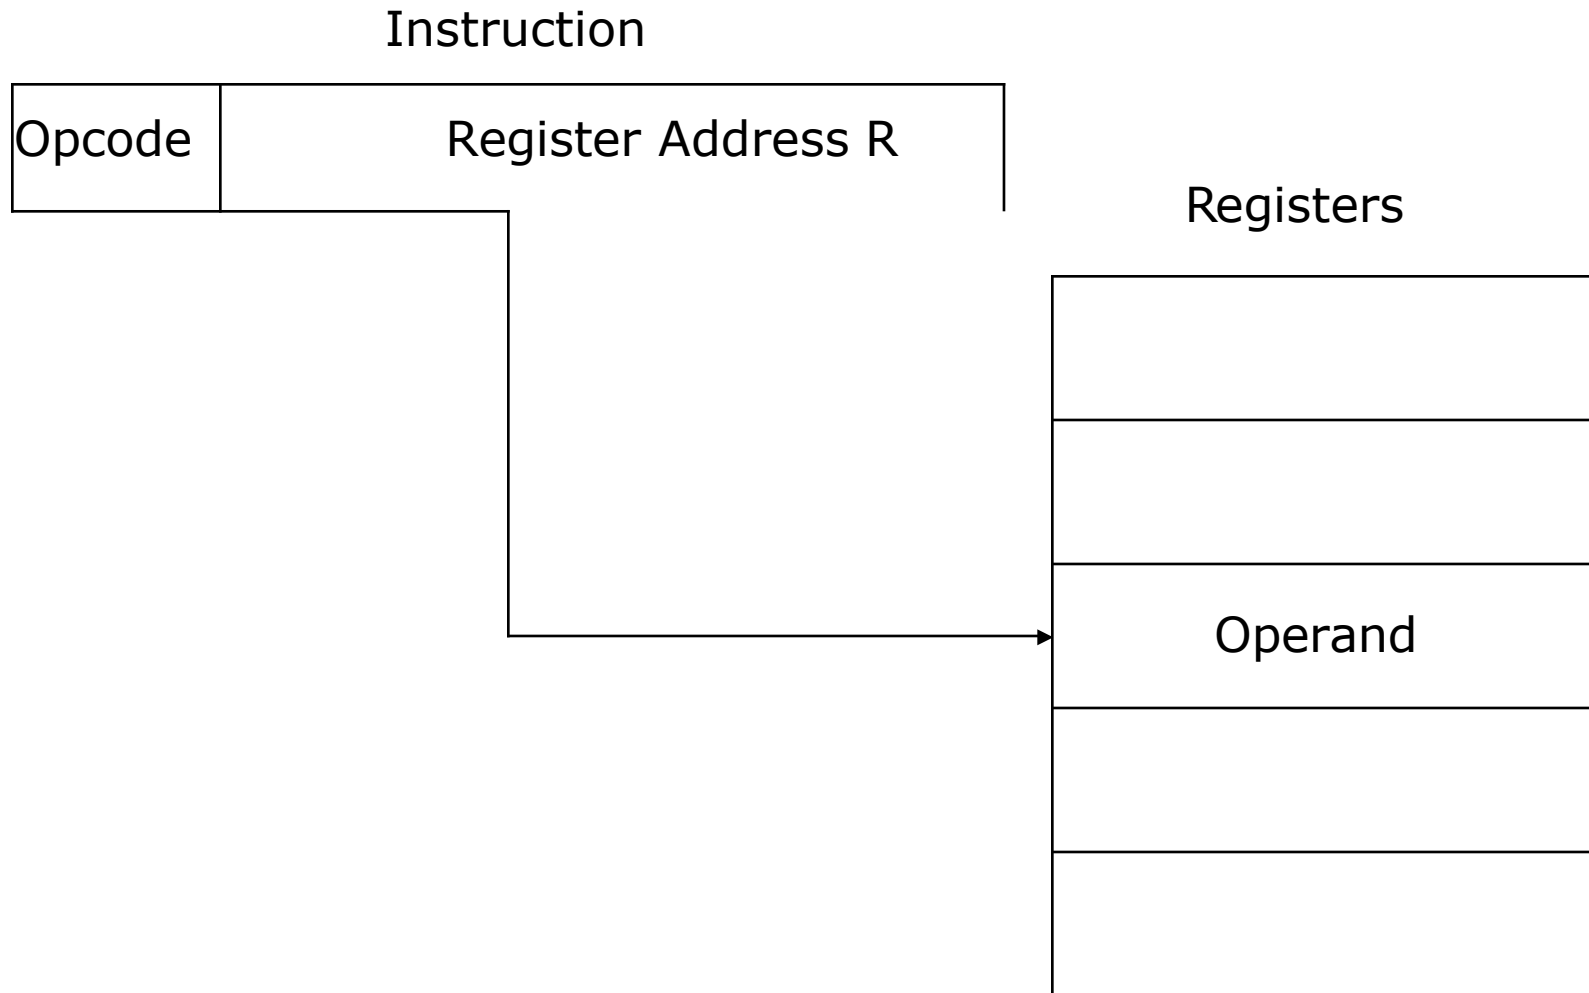 Instruction
Opcode
Register Address R
Registers
Operand